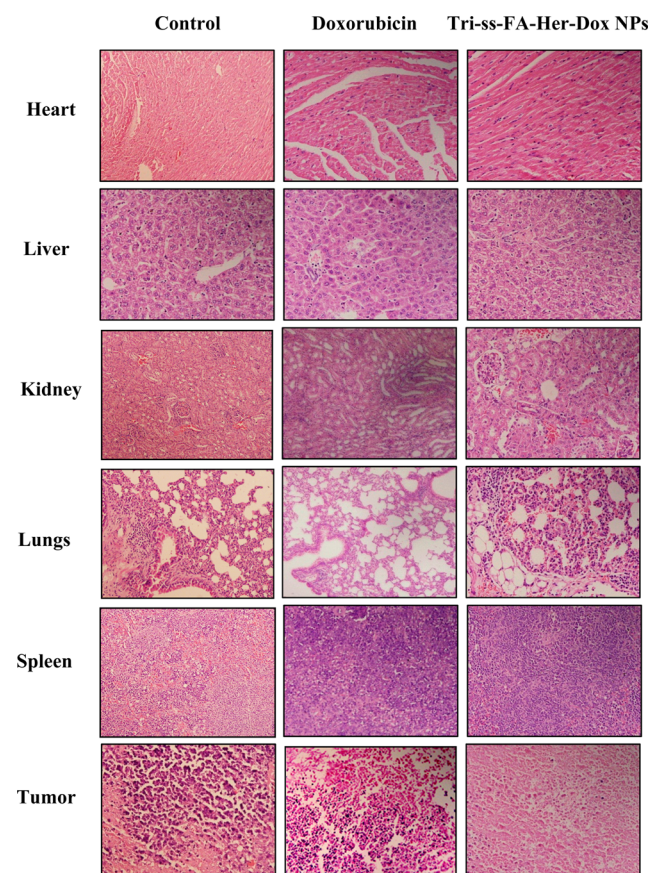 Control Doxorubicin Tri-ss-FA-Her-Dox NPs
Heart
Liver
Kidney
Lungs
Spleen
Tumor